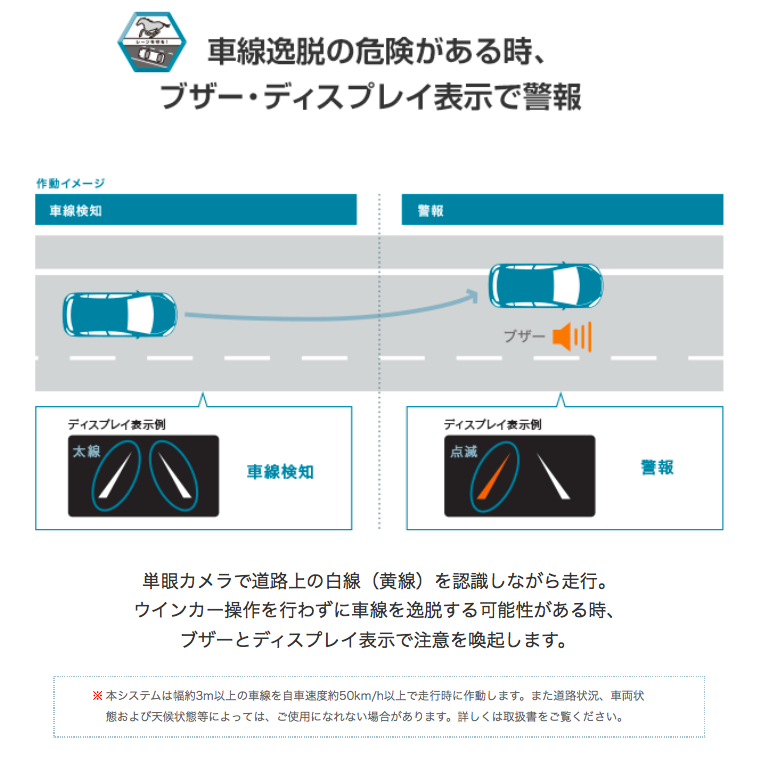 レーンを守る！
車線逸脱の危険がある時、
ブザー・ディスプレイ表示で警報
作動イメージ
車線検知
警報
ブザー
ディスプレイ表示例
太線
車線検知
ディスプレイ表示例
点滅
警報
単眼カメラで道路上の白線（黄線）を認識しながら走行。
ウインカー操作を行わずに車線を逸脱する可能性がある時、
ブザーとディスプレイ表示で注意を喚起します。
※ 本システムは幅約3m以上の車線を自車速度約50km/h以上で走行時に作動します。また道路状況、車両状
態および天候状態等によっては、ご使用になれない場合があります。詳しくは取扱書をご覧ください。